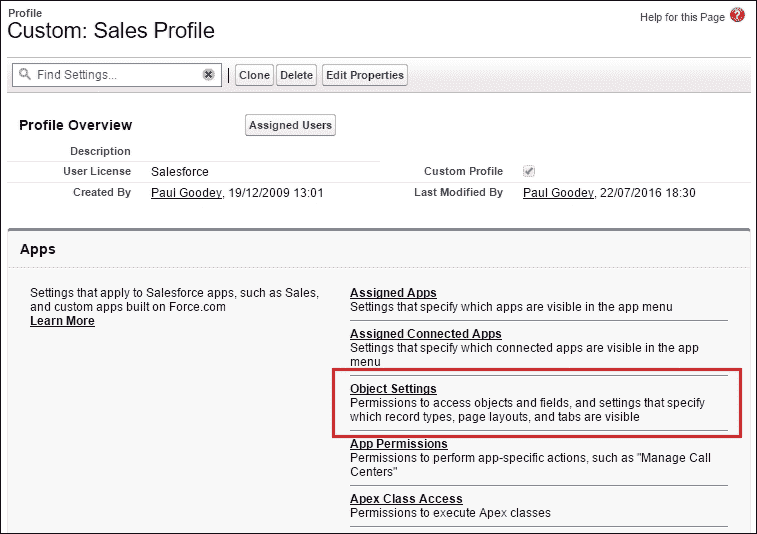 Profile
Custom: Sales Profile
Help for this Page
Find Settings...
Clone
Delete
Edit Properties
Profile Overview
Assigned Users
Description
User License Salesforce
Custom Profile
Created By Paul Goodey, 19/12/2009 13:01
Last Modified By Paul Goodey, 22/07/2016 18:30
Apps
Settings that apply to Salesforce apps, such as Sales,
and custom apps built on Force.com
Learn More
Assigned Apps
Settings that specify which apps are visible in the app menu
Assigned Connected Apps
Settings that specify which connected apps are visible in the app
menu
Object Settings
Permissions to access objects and fields, and settings that specify
which record types, page layouts, and tabs are visible
App Permissions
Permissions to perform app-specific actions, such as "Manage Call
Centers"
Apex Class Access
Permissions to execute Apex classes